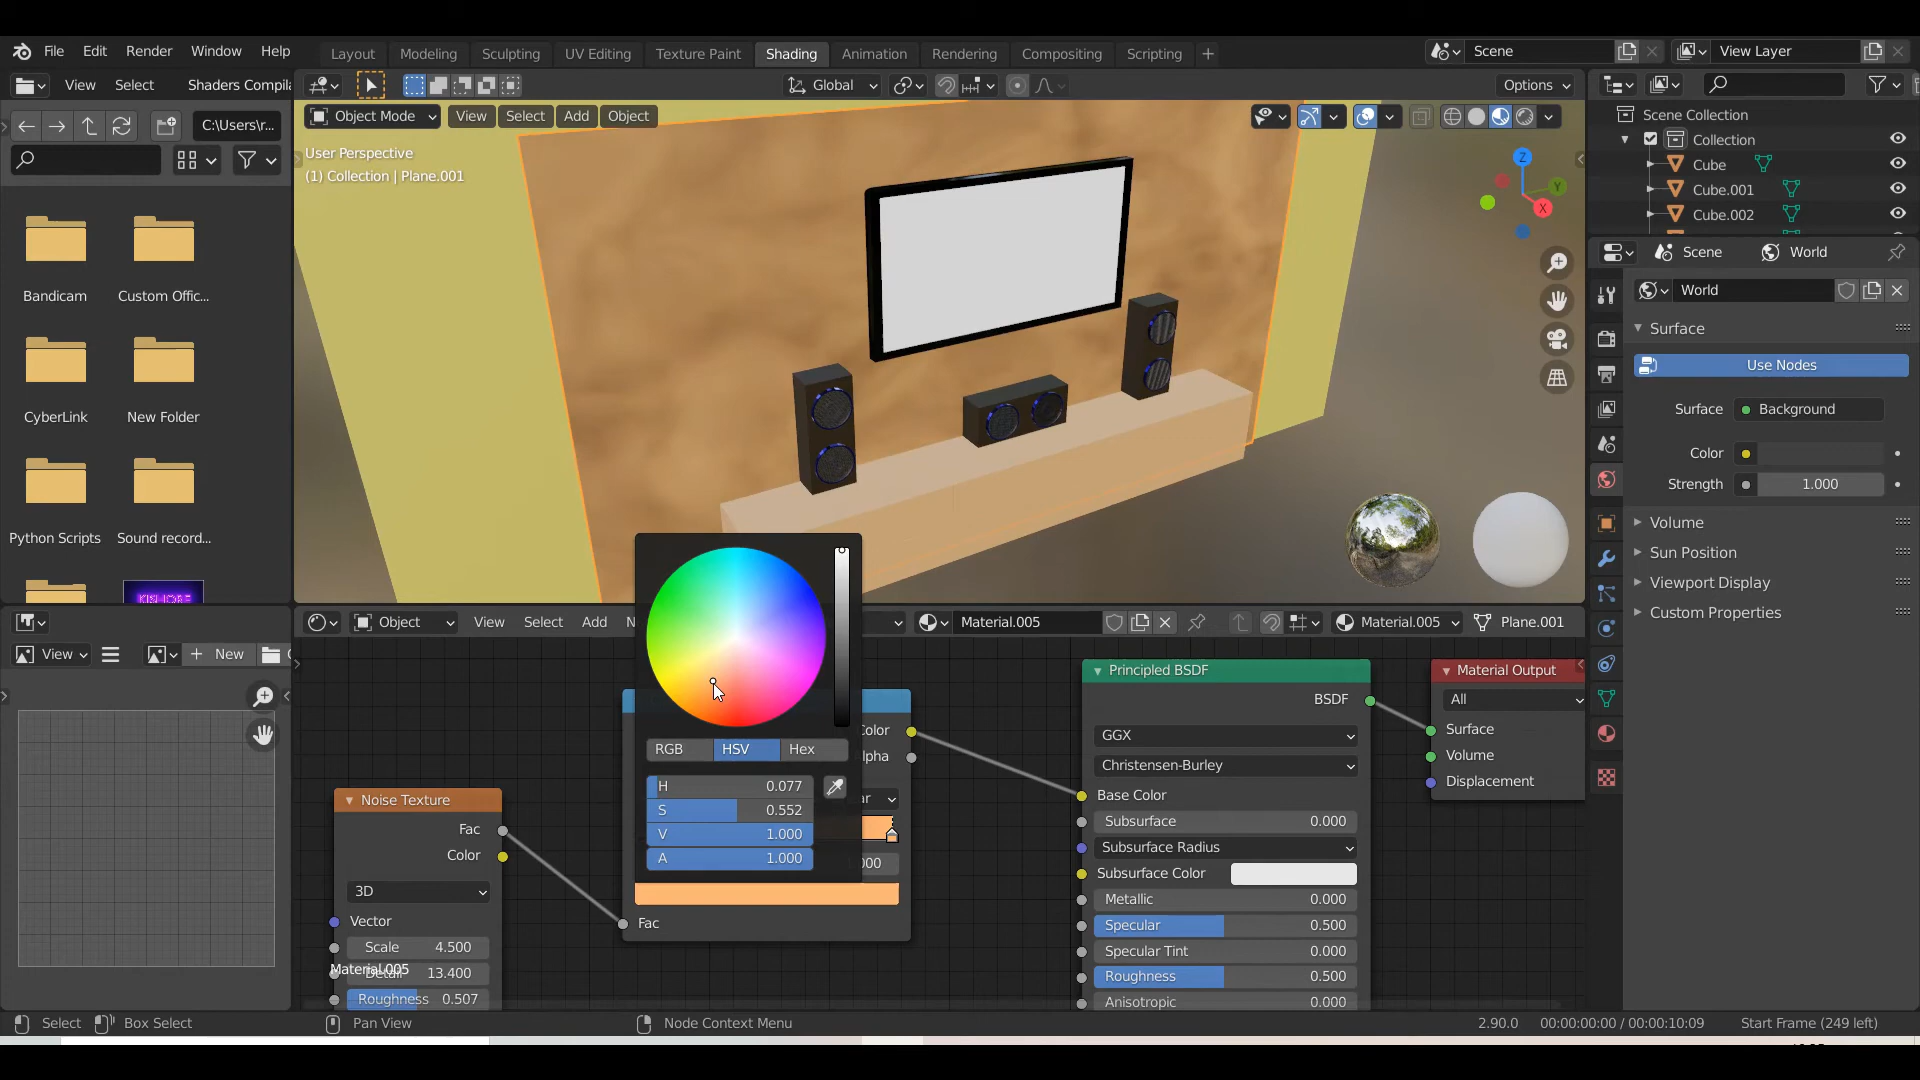 File Edit Render Window Help
Layout Modeling Sculpting UV Editing Texture Paint Shading Animation Rendering Compositing Scripting
Scene
View Layer
View Select Shaders Compila
Global
Options
C:\Users\r...
Object Mode View Select Add Object
User Perspective
(1) Collection | Plane.001
Z
Y
X
Scene Collection
Collection
Cube
Cube.001
Cube.002
Scene World
World
Surface
Use Nodes
Surface Background
Color
Strength 1.000
Volume
Sun Position
Viewport Display
Custom Properties
Bandicam
Custom Offic...
CyberLink
New Folder
Python Scripts
Sound record...
Object View Select Add N
Material.005
Material.005
Plane.001
View
New
Noise Texture
Fac
Color
3D
Vector
Scale 4.500
Detail 13.400
Roughness 0.507
Material.005
RGB HSV Hex
H 0.077
S 0.552
V 1.000
A 1.000
Color
lpha
ar
000
Fac
Principled BSDF
BSDF
GGX
Christensen-Burley
Base Color
Subsurface 0.000
Subsurface Radius
Subsurface Color
Metallic 0.000
Specular 0.500
Specular Tint 0.000
Roughness 0.500
Anisotropic 0.000
Material Output
All
Surface
Volume
Displacement
Select Box Select Pan View Node Context Menu
2.90.0 00:00:00:00 / 00:00:10:09 Start Frame (249 left)